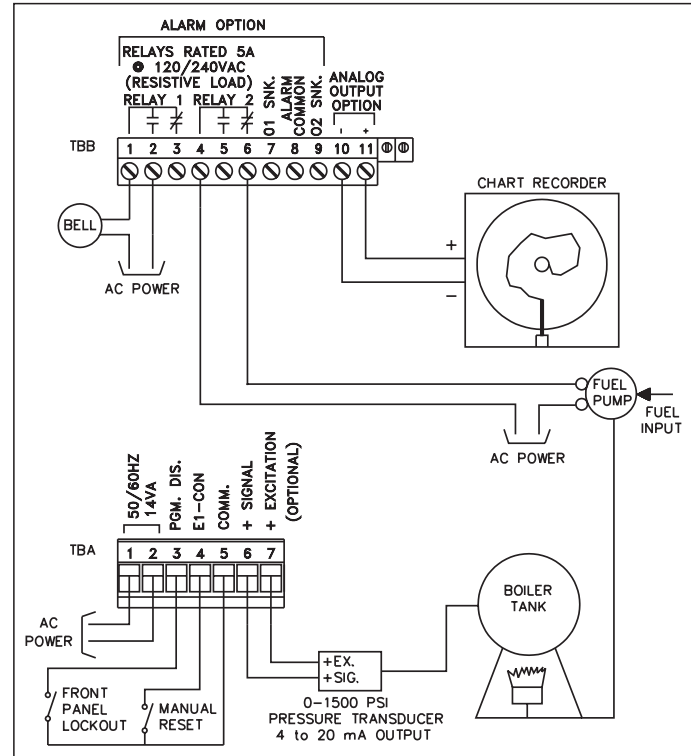 ALARM OPTION
RELAYS RATED 5A
@ 120/240VAC
(RESISTIVE LOAD)
RELAY 1 RELAY 2
O1 SNK.
ALARM
COMMON
O2 SNK.
ANALOG
OUTPUT
OPTION
- +
TBB
1 2 3 4 5 6 7 8 9 10 11
BELL
AC POWER
CHART RECORDER
+
−
FUEL
PUMP
FUEL
INPUT
AC POWER
50/60HZ
14VA
PGM. DIS.
E1-CON
COMM.
+ SIGNAL
+ EXCITATION
(OPTIONAL)
TBA
1 2 3 4 5 6 7
AC
POWER
FRONT
PANEL
LOCKOUT
MANUAL
RESET
+EX.
+SIG.
0-1500 PSI
PRESSURE TRANSDUCER
4 to 20 mA OUTPUT
BOILER
TANK